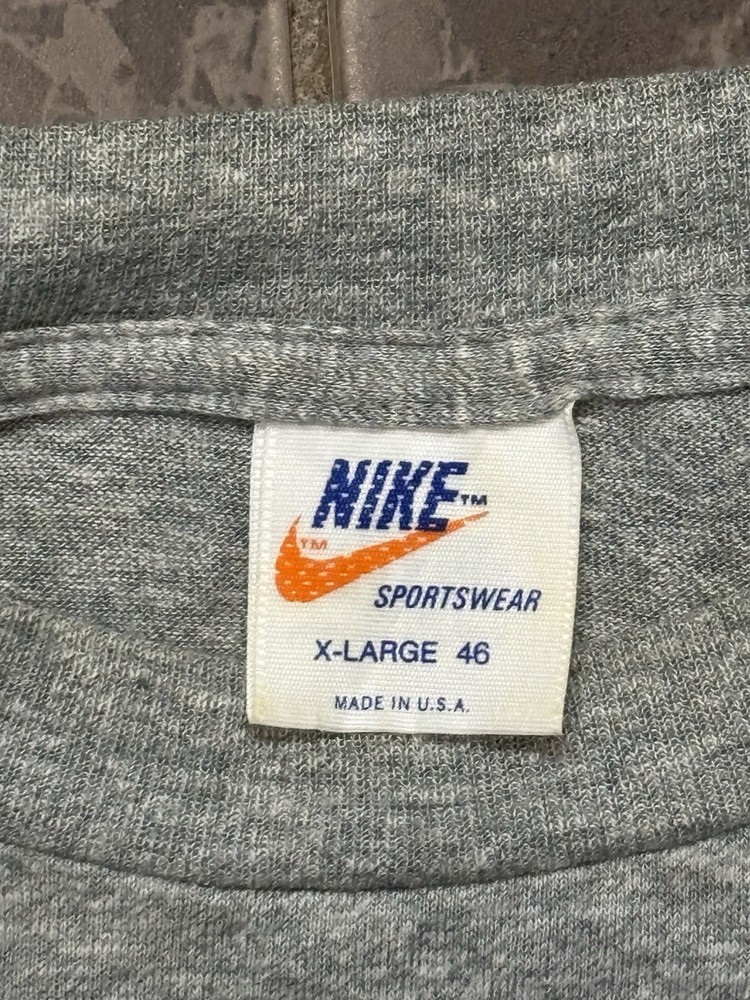 NIKE™
™
SPORTSWEAR
X-LARGE 46
MADE IN U.S.A.